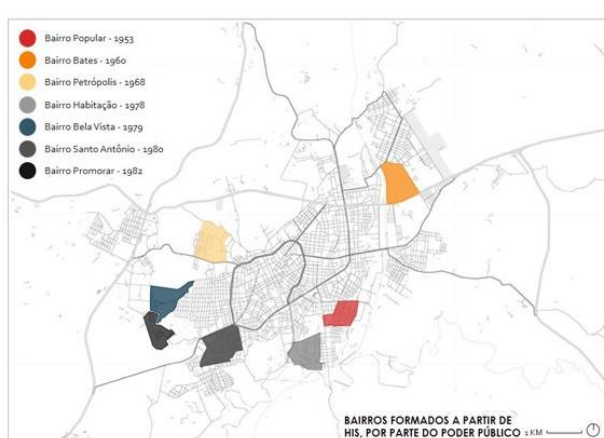 Bairro Popular - 1953
Bairro Bates - 1960
Bairro Petrópolis - 1968
Bairro Habitação - 1978
Bairro Bela Vista - 1979
Bairro Santo Antônio - 1980
Bairro Promorar - 1982
BAIRROS FORMADOS A PARTIR DE
HIS, POR PARTE DO PODER PÚBLICO 1 KM